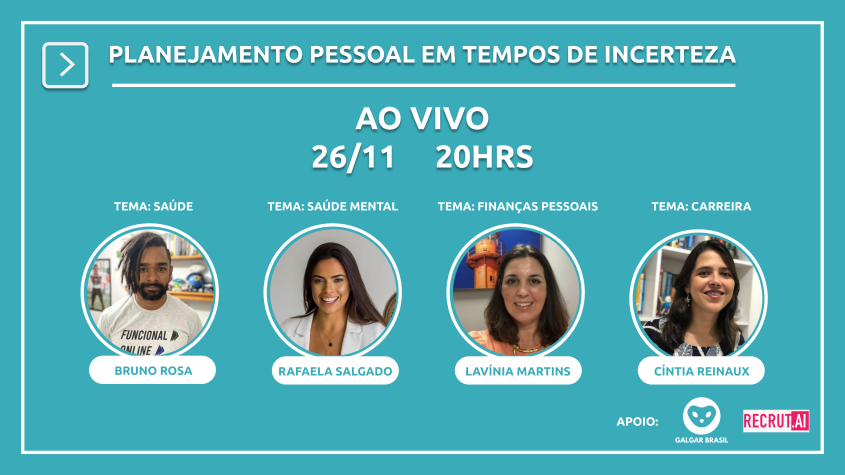 PLANEJAMENTO PESSOAL EM TEMPOS DE INCERTEZA
AO VIVO
26/11 20HRS
TEMA: SAÚDE
TEMA: SAÚDE MENTAL
TEMA: FINANÇAS PESSOAIS
TEMA: CARREIRA
FUNCIONAL
ONLINE
BRUNO ROSA
RAFAELA SALGADO
LAVÍNIA MARTINS
CÍNTIA REINAUX
APOIO:
GALGAR BRASIL
RECRUT.AI